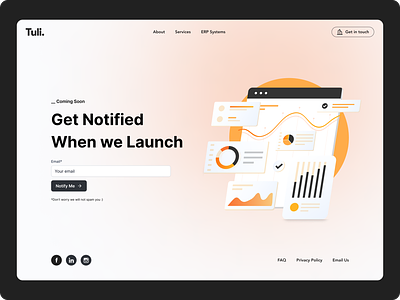 Tuli.
About
Services
ERP Systems
Get in touch
__ Coming Soon
Get Notified
When we Launch
Email*
Your email
Notify Me →
*Don't worry we will not spam you :)
f
in
FAQ
Privacy Policy
Email Us